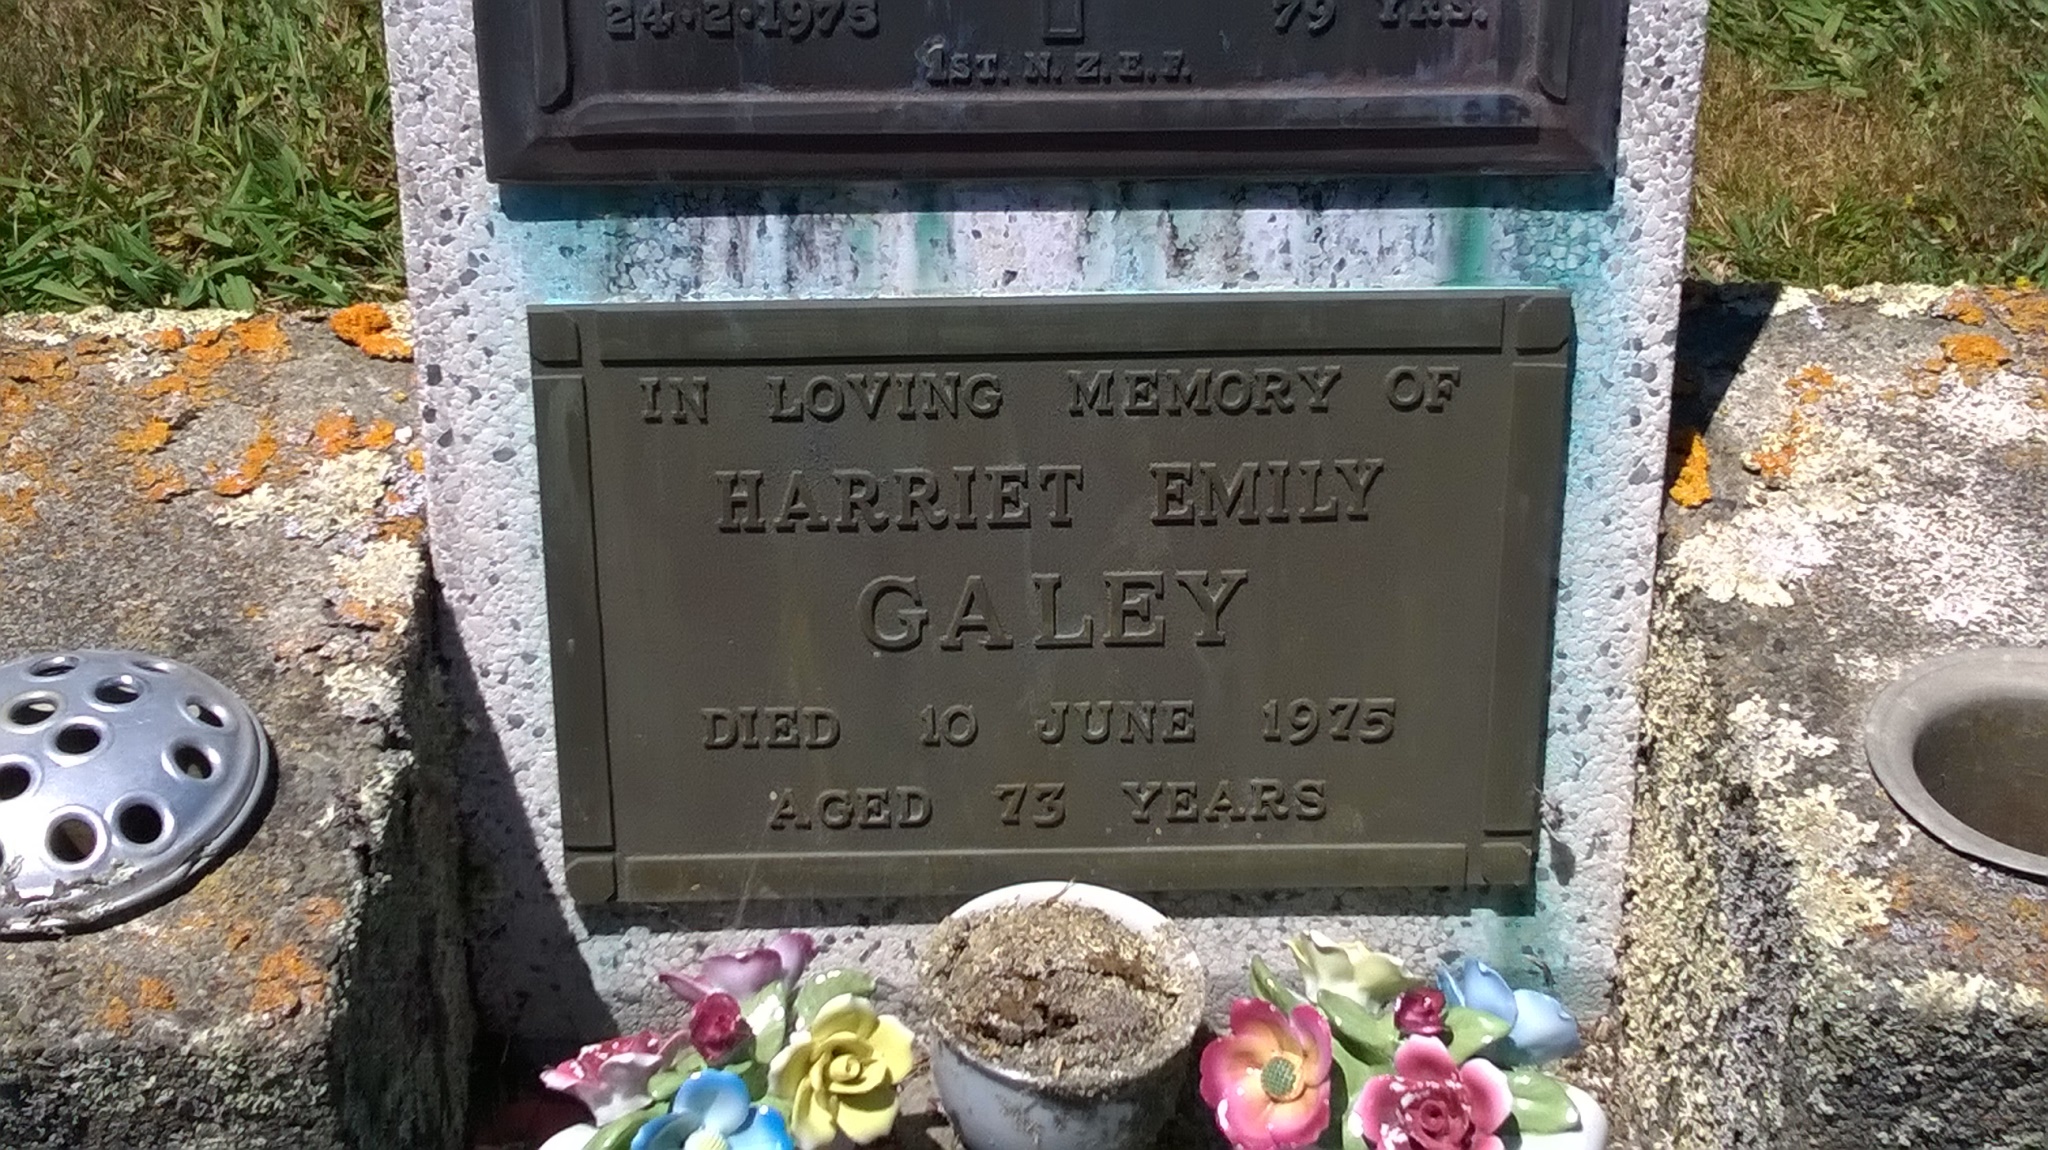 24·2·1975 79 YRS.
1ST. N.Z.E.F.
IN LOVING MEMORY OF
HARRIET EMILY
GALEY
DIED 10 JUNE 1975
AGED 73 YEARS